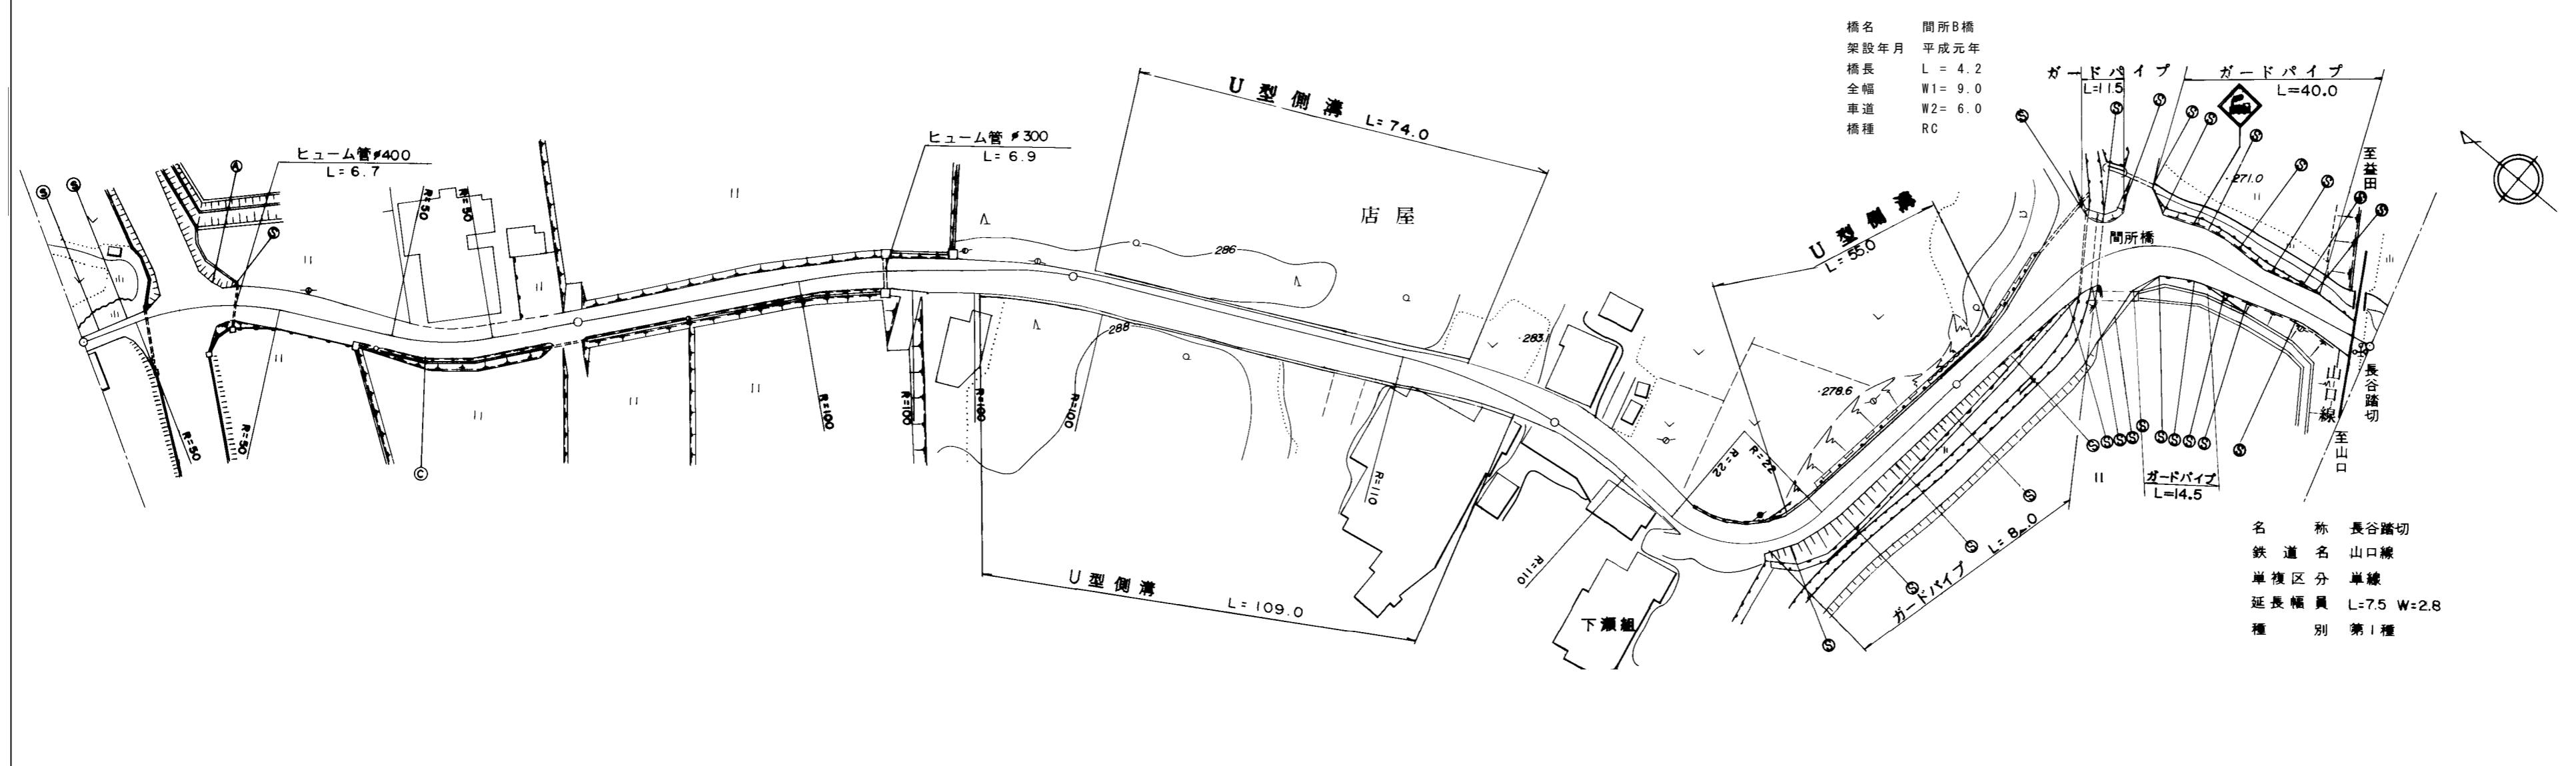 橋名 間所B橋
架設年月 平成元年
橋長 L = 4.2
全幅 W1= 9.0
車道 W2= 6.0
橋種 RC
ガードパイプ
L=11.5
ガードパイプ
L=40.0
U型側溝 L=74.0
ヒューム管 φ300
L= 6.9
ヒューム管φ400
L= 6.7
A
S
S
S
R=50
R=50
R=50
R=50
C
286
288
店屋
R=100
R=100
R=100
R=100
U型側溝
L=55.0
283.1
278.6
271.0
間所橋
至益田
長谷踏切
山口線
至山口
R=110
R=110
R=22
R=22
U型側溝 L=109.0
下瀬組
ガードパイプ
ガードパイプ
L=14.5
名称 長谷踏切
鉄道名 山口線
単複区分 単線
延長幅員 L=7.5 W=2.8
種別 第1種